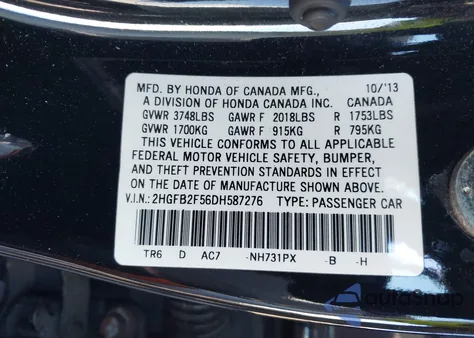 MFD. BY HONDA OF CANADA MFG., 10/'13
A DIVISION OF HONDA CANADA INC. CANADA
GVWR 3748LBS GAWR F 2018LBS R 1753LBS
GVWR 1700KG GAWR F 915KG R 795KG
THIS VEHICLE CONFORMS TO ALL APPLICABLE
FEDERAL MOTOR VEHICLE SAFETY, BUMPER,
AND THEFT PREVENTION STANDARDS IN EFFECT
ON THE DATE OF MANUFACTURE SHOWN ABOVE.
V.I.N.: 2HGFB2F56DH587276 TYPE: PASSENGER CAR
TR6 D AC7 -NH731PX -B -H
AutoSnap